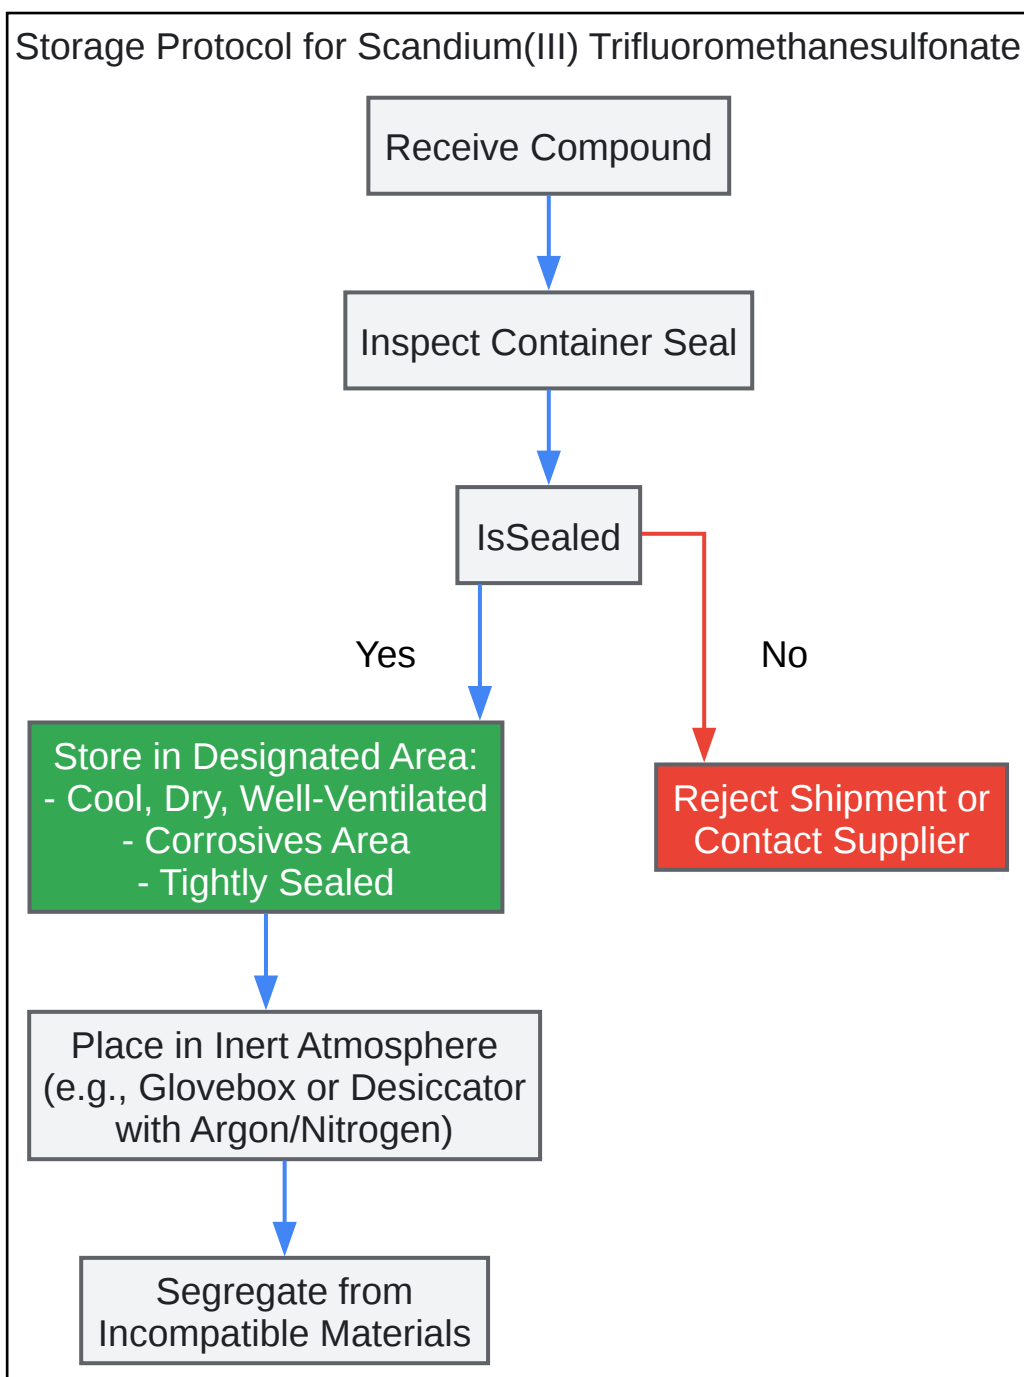 Storage Protocol for Scandium(III) Trifluoromethanesulfonate
Receive Compound
Inspect Container Seal
IsSealed
Yes
No
Store in Designated Area:
- Cool, Dry, Well-Ventilated
- Corrosives Area
- Tightly Sealed
Reject Shipment or
Contact Supplier
Place in Inert Atmosphere
(e.g., Glovebox or Desiccator
with Argon/Nitrogen)
Segregate from
Incompatible Materials